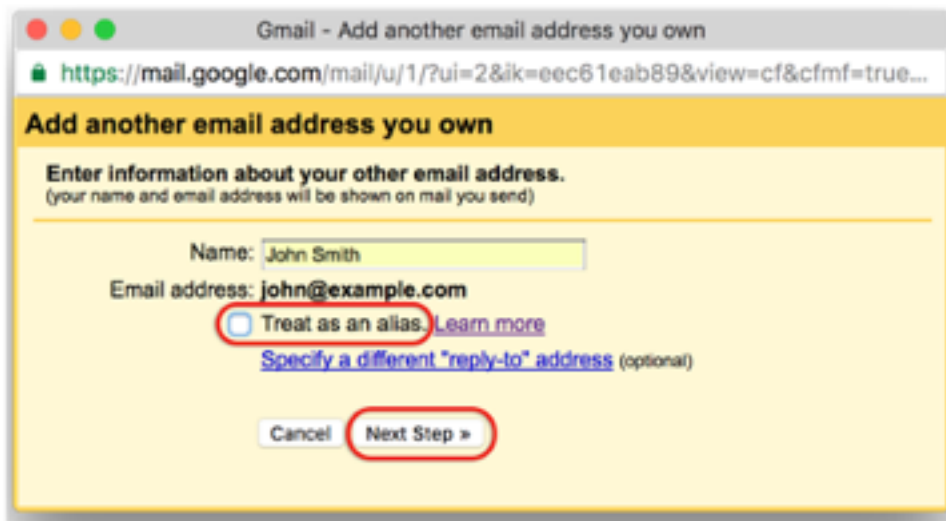 Gmail - Add another email address you own
https://mail.google.com/mail/u/1/?ui=2&ik=eec61eab89&view=cf&cfmf=true...
Add another email address you own
Enter information about your other email address.
(your name and email address will be shown on mail you send)
Name: John Smith
Email address: john@example.com
Treat as an alias. Learn more
Specify a different "reply-to" address (optional)
Cancel Next Step »